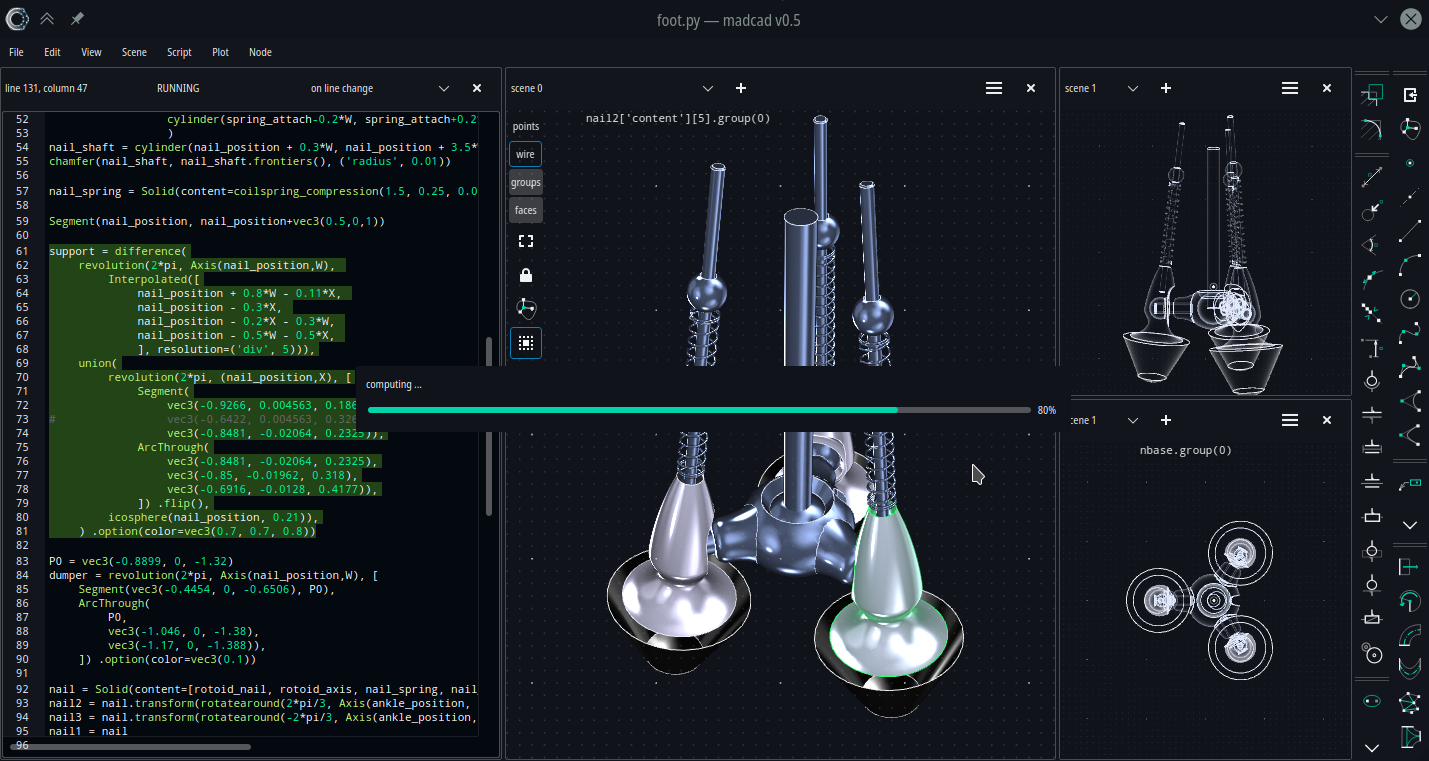 foot.py — madcad v0.5
File Edit View Scene Script Plot Node
line 131, column 47 RUNNING on line change
52 cylinder(spring_attach-0.2*W, spring_attach+0.2
53 )
54 nail_shaft = cylinder(nail_position + 0.3*W, nail_position + 3.5*
55 chamfer(nail_shaft, nail_shaft.frontiers(), ('radius', 0.01))
56
57 nail_spring = Solid(content=coilspring_compression(1.5, 0.25, 0.0
58
59 Segment(nail_position, nail_position+vec3(0.5,0,1))
60
61 support = difference(
62 revolution(2*pi, Axis(nail_position,W),
63 Interpolated([
64 nail_position + 0.8*W - 0.11*X,
65 nail_position - 0.3*X,
66 nail_position - 0.2*X - 0.3*W,
67 nail_position - 0.5*W - 0.5*X,
68 ], resolution=('div', 5))),
69 union(
70 revolution(2*pi, (nail_position,X), [
71 Segment(
72 vec3(-0.9266, 0.004563, 0.186
73 # vec3(-0.6422, 0.004563, 0.326
74 vec3(-0.8481, -0.02064, 0.2325)),
75 ArcThrough(
76 vec3(-0.8481, -0.02064, 0.2325),
77 vec3(-0.85, -0.01962, 0.318),
78 vec3(-0.6916, -0.0128, 0.4177)),
79 ]) .flip(),
80 icosphere(nail_position, 0.21)),
81 ) .option(color=vec3(0.7, 0.7, 0.8))
82
83 P0 = vec3(-0.8899, 0, -1.32)
84 dumper = revolution(2*pi, Axis(nail_position,W), [
85 Segment(vec3(-0.4454, 0, -0.6506), P0),
86 ArcThrough(
87 P0,
88 vec3(-1.046, 0, -1.38),
89 vec3(-1.17, 0, -1.388)),
90 ]) .option(color=vec3(0.1))
91
92 nail = Solid(content=[rotoid_nail, rotoid_axis, nail_spring, nail_
93 nail2 = nail.transform(rotatearound(2*pi/3, Axis(ankle_position,
94 nail3 = nail.transform(rotatearound(-2*pi/3, Axis(ankle_position,
95 nail1 = nail
96
scene 0
nail2['content'][5].group(0)
points
wire
groups
faces
computing ...
80%
scene 1
cene 1
nbase.group(0)